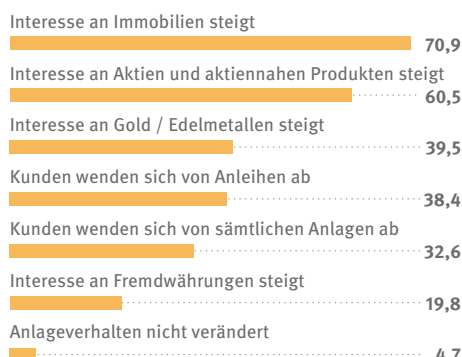 Interesse an Immobilien steigt
70,9
Interesse an Aktien und aktiennahen Produkten steigt
60,5
Interesse an Gold / Edelmetallen steigt
39,5
Kunden wenden sich von Anleihen ab
38,4
Kunden wenden sich von sämtlichen Anlagen ab
32,6
Interesse an Fremdwährungen steigt
19,8
Anlageverhalten nicht verändert
4,7